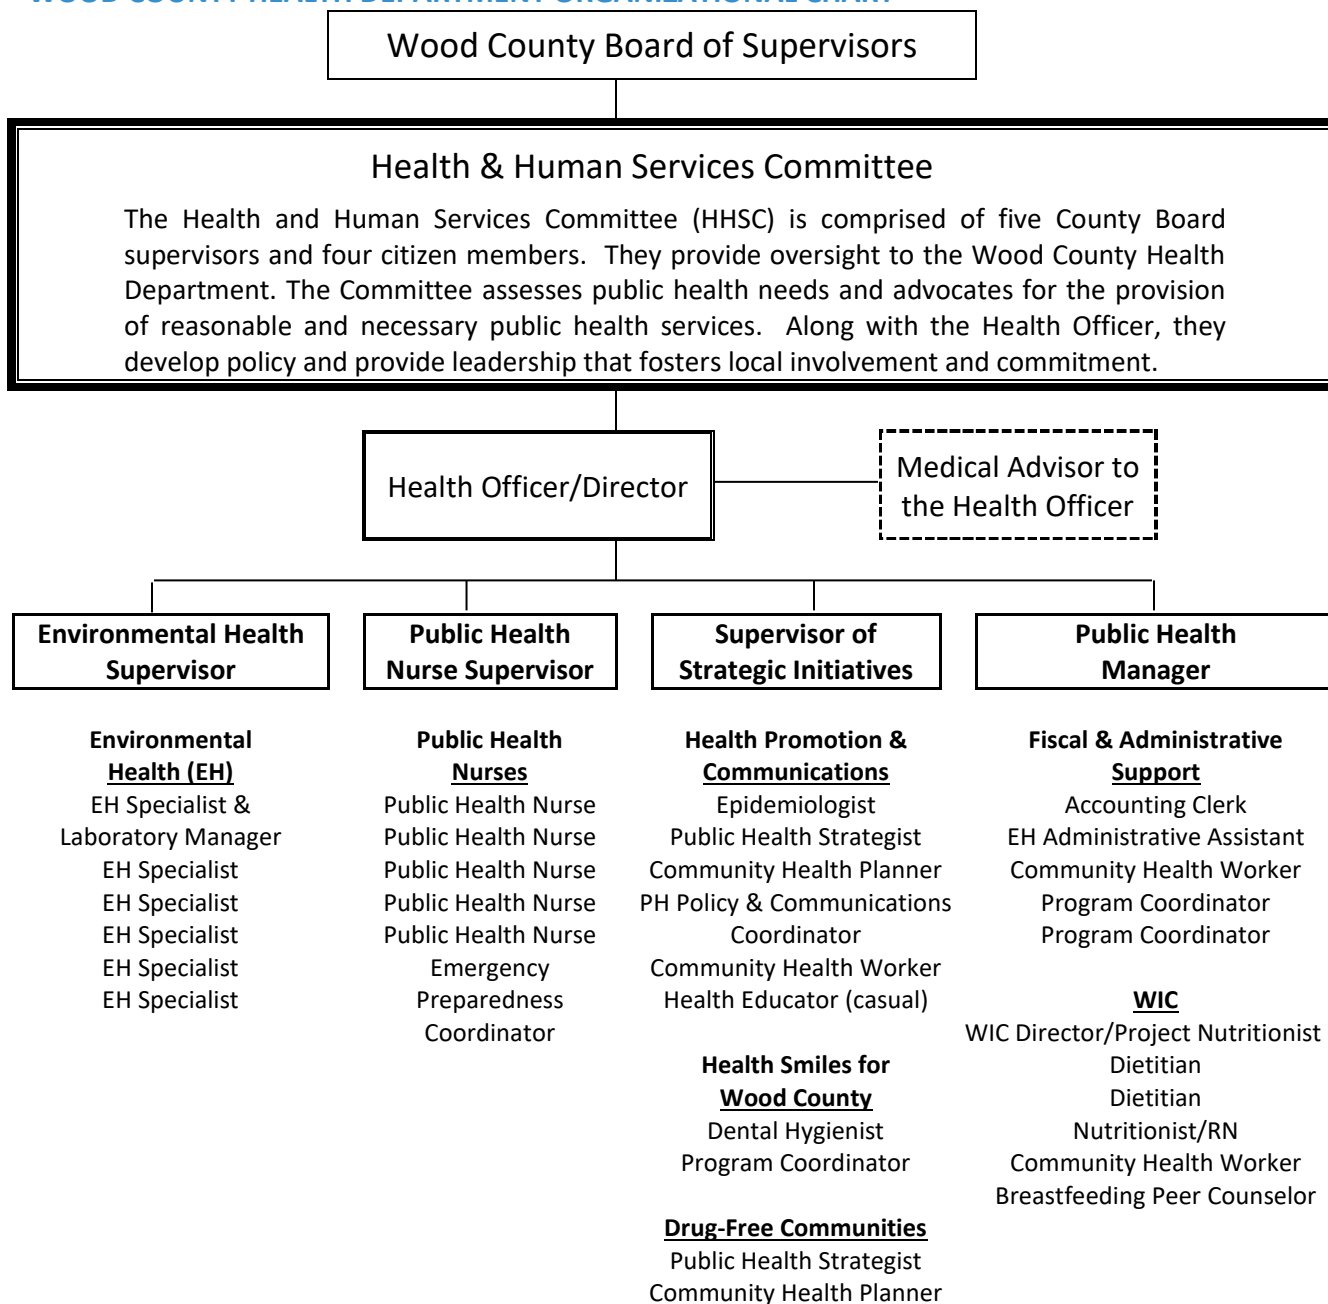 WOOD COUNTY HEALTH DEPARTMENT ORGANIZATIONAL CHART
Wood County Board of Supervisors
Health & Human Services Committee
The Health and Human Services Committee (HHSC) is comprised of five County Board
supervisors and four citizen members. They provide oversight to the Wood County Health
Department. The Committee assesses public health needs and advocates for the provision
of reasonable and necessary public health services. Along with the Health Officer, they
develop policy and provide leadership that fosters local involvement and commitment.
Health Officer/Director
Medical Advisor to
the Health Officer
Environmental Health
Supervisor
Public Health
Nurse Supervisor
Supervisor of
Strategic Initiatives
Public Health
Manager
Environmental
Health (EH)
EH Specialist &
Laboratory Manager
EH Specialist
EH Specialist
EH Specialist
EH Specialist
EH Specialist
Public Health
Nurses
Public Health Nurse
Public Health Nurse
Public Health Nurse
Public Health Nurse
Public Health Nurse
Emergency
Preparedness
Coordinator
Health Promotion &
Communications
Epidemiologist
Public Health Strategist
Community Health Planner
PH Policy & Communications
Coordinator
Community Health Worker
Health Educator (casual)
Health Smiles for
Wood County
Dental Hygienist
Program Coordinator
Drug-Free Communities
Public Health Strategist
Community Health Planner
Fiscal & Administrative
Support
Accounting Clerk
EH Administrative Assistant
Community Health Worker
Program Coordinator
Program Coordinator
WIC
WIC Director/Project Nutritionist
Dietitian
Dietitian
Nutritionist/RN
Community Health Worker
Breastfeeding Peer Counselor